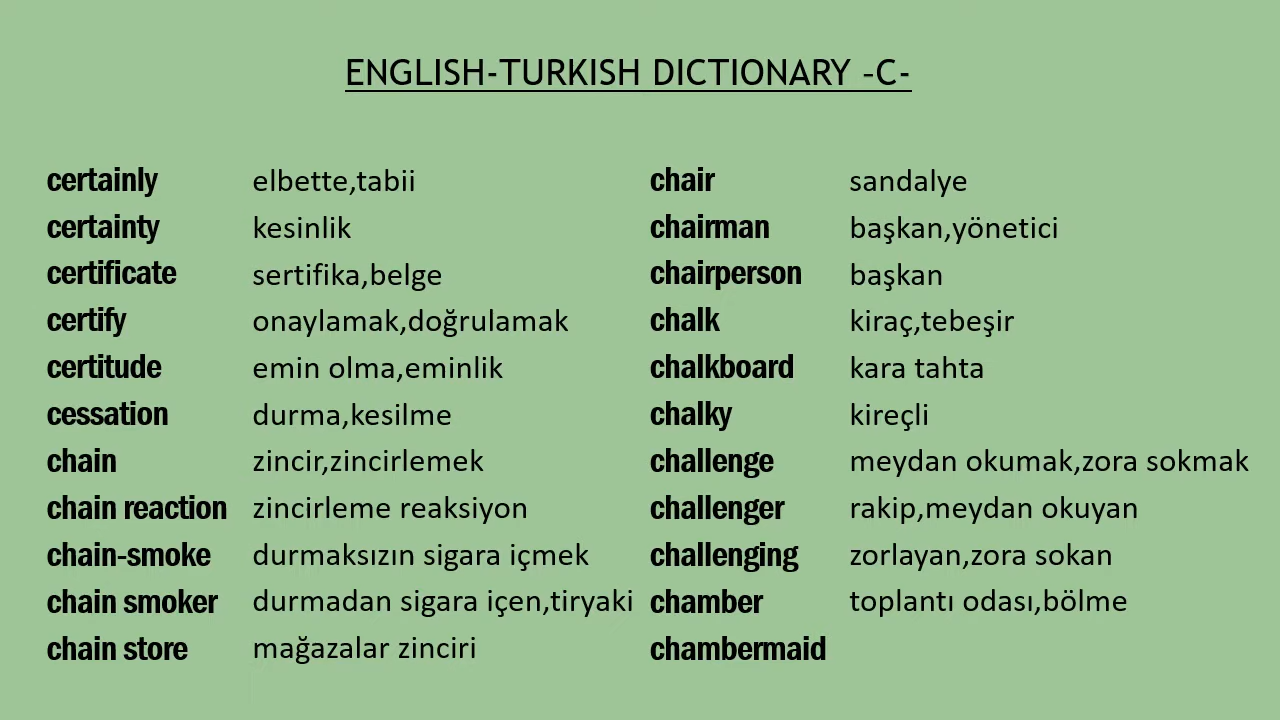 ENGLISH-TURKISH DICTIONARY –C-
certainly elbette,tabii
certainty kesinlik
certificate sertifika,belge
certify onaylamak,doğrulamak
certitude emin olma,eminlik
cessation durma,kesilme
chain zincir,zincirlemek
chain reaction zincirleme reaksiyon
chain-smoke durmaksızın sigara içmek
chain smoker durmadan sigara içen,tiryaki
chain store mağazalar zinciri
chair sandalye
chairman başkan,yönetici
chairperson başkan
chalk kiraç,tebeşir
chalkboard kara tahta
chalky kireçli
challenge meydan okumak,zora sokmak
challenger rakip,meydan okuyan
challenging zorlayan,zora sokan
chamber toplantı odası,bölme
chambermaid